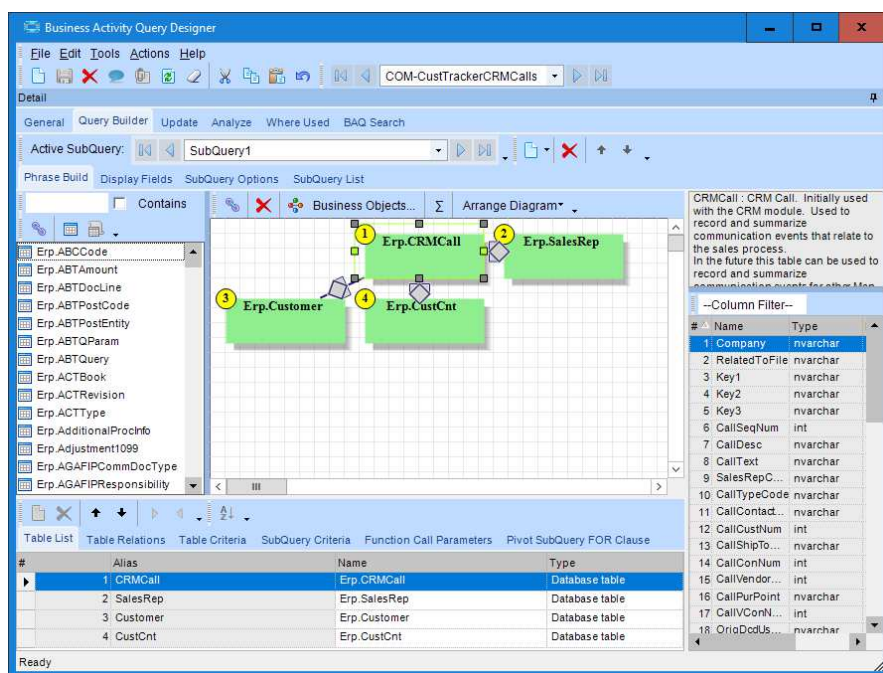 Business Activity Query Designer
File Edit Tools Actions Help
COM-CustTrackerCRMCalls
Detail
General Query Builder Update Analyze Where Used BAQ Search
Active SubQuery: SubQuery1
Phrase Build Display Fields SubQuery Options SubQuery List
Contains
Business Objects... Σ Arrange Diagram
Erp.ABCCode
Erp.ABTAmount
Erp.ABTDocLine
Erp.ABTPostCode
Erp.ABTPostEntity
Erp.ABTQParam
Erp.ABTQuery
Erp.ACTBook
Erp.ACTRevision
Erp.ACTType
Erp.AdditionalProcInfo
Erp.Adjustment1099
Erp.AGAFIPCommDocType
Erp.AGAFIPResponsibility
1 Erp.CRMCall
2 Erp.SalesRep
3 Erp.Customer
4 Erp.CustCnt
CRMCall : CRM Call. Initially used
with the CRM module. Used to
record and summarize
communication events that relate to
the sales process.
In the future this table can be used to
record and summarize
communication events for other Man
--Column Filter--
# Name Type
1 Company nvarchar
2 RelatedToFile nvarchar
3 Key1 nvarchar
4 Key2 nvarchar
5 Key3 nvarchar
6 CallSeqNum int
7 CallDesc nvarchar
8 CallText nvarchar
9 SalesRepC... nvarchar
10 CallTypeCode nvarchar
11 CallContact... nvarchar
12 CallCustNum int
13 CallShipTo... nvarchar
14 CallConNum int
15 CallVendor... int
16 CallPurPoint nvarchar
17 CallVConN... int
18 OrigDcdUs... nvarchar
Table List Table Relations Table Criteria SubQuery Criteria Function Call Parameters Pivot SubQuery FOR Clause
# Alias Name Type
1 CRMCall Erp.CRMCall Database table
2 SalesRep Erp.SalesRep Database table
3 Customer Erp.Customer Database table
4 CustCnt Erp.CustCnt Database table
Ready